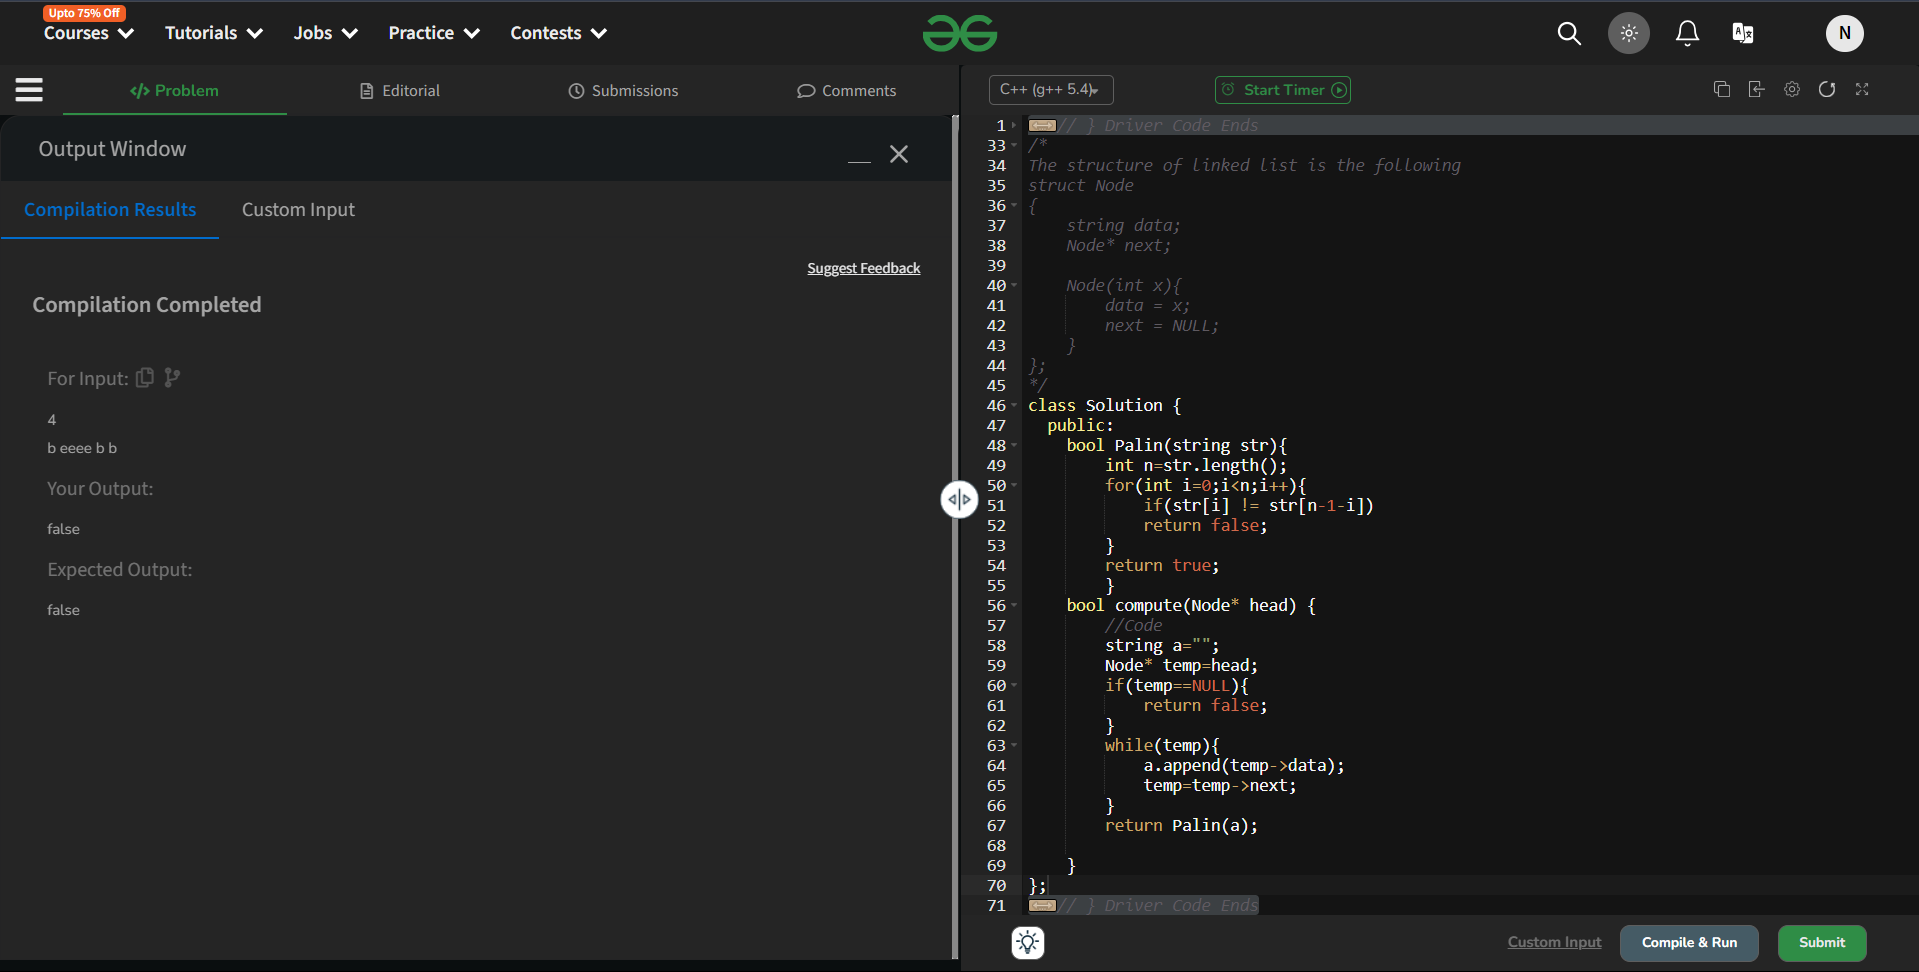 Upto 75% Off
Courses Tutorials Jobs Practice Contests
N
Problem Editorial Submissions Comments
Output Window
Compilation Results Custom Input
Suggest Feedback
Compilation Completed
For Input:
4
b eeee b b
Your Output:
false
Expected Output:
false
C++ (g++ 5.4) Start Timer
1 // } Driver Code Ends
33 /*
34 The structure of linked list is the following
35 struct Node
36 {
37     string data;
38     Node* next;
39
40     Node(int x){
41         data = x;
42         next = NULL;
43     }
44 };
45 */
46 class Solution {
47   public:
48     bool Palin(string str){
49         int n=str.length();
50         for(int i=0;i<n;i++){
51             if(str[i] != str[n-1-i])
52             return false;
53         }
54         return true;
55         }
56     bool compute(Node* head) {
57         //Code
58         string a="";
59         Node* temp=head;
60         if(temp==NULL){
61             return false;
62         }
63         while(temp){
64             a.append(temp->data);
65             temp=temp->next;
66         }
67         return Palin(a);
68
69     }
70 };
71 // } Driver Code Ends
Custom Input Compile & Run Submit